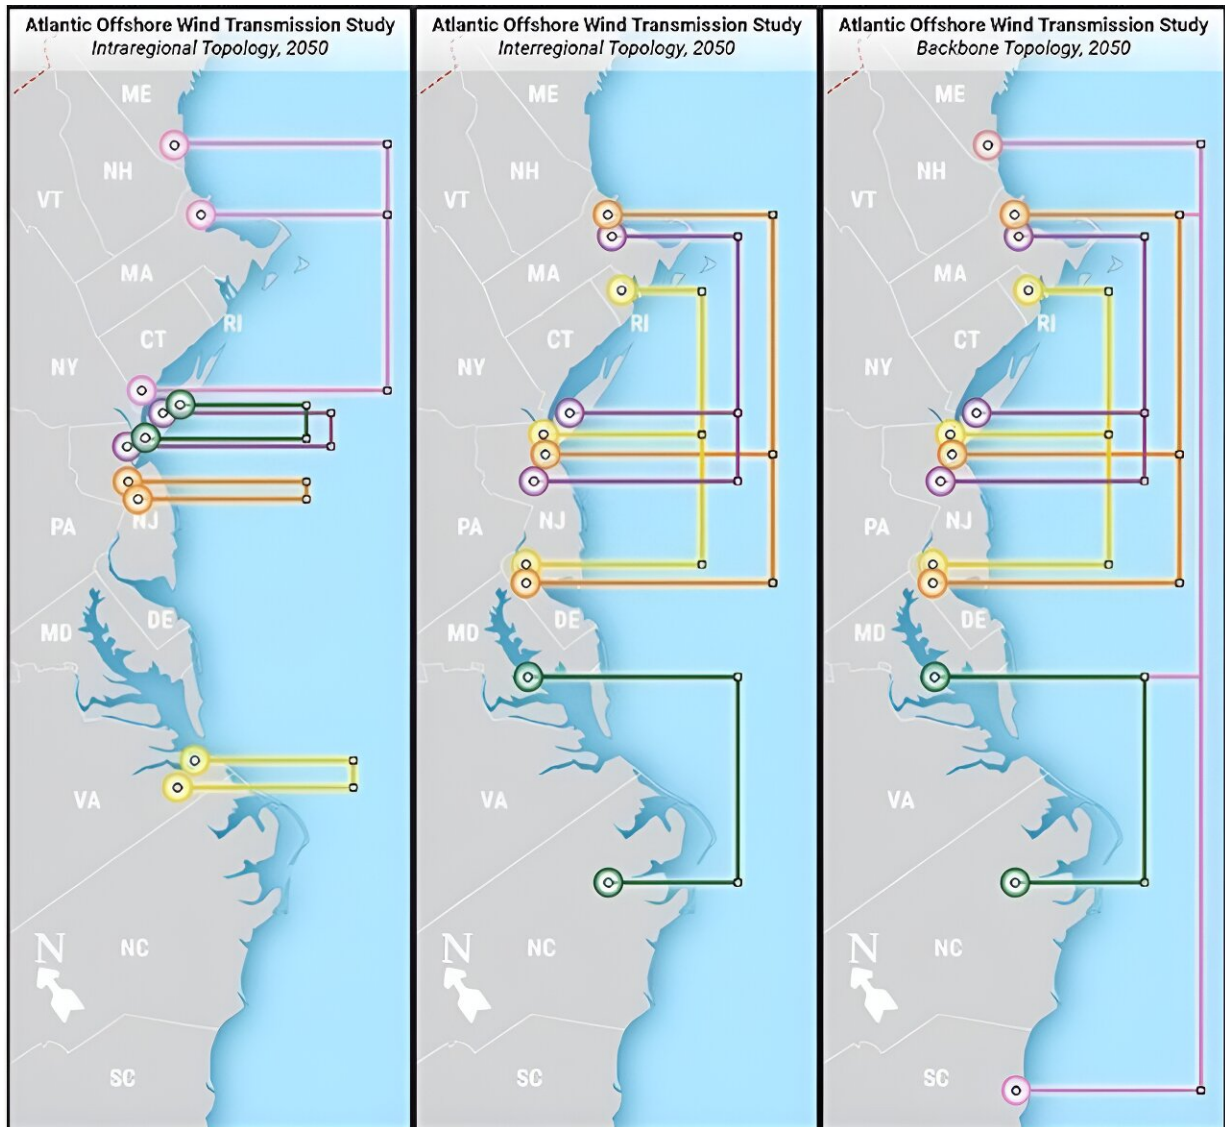 Atlantic Offshore Wind Transmission Study
Intraregional Topology, 2050
ME
NH
VT
MA
RI
CT
NY
PA
NJ
DE
MD
VA
N
NC
SC
Atlantic Offshore Wind Transmission Study
Interregional Topology, 2050
ME
NH
VT
MA
RI
CT
NY
PA
NJ
DE
MD
VA
N
NC
SC
Atlantic Offshore Wind Transmission Study
Backbone Topology, 2050
ME
NH
VT
MA
RI
CT
NY
PA
NJ
DE
MD
VA
N
NC
SC